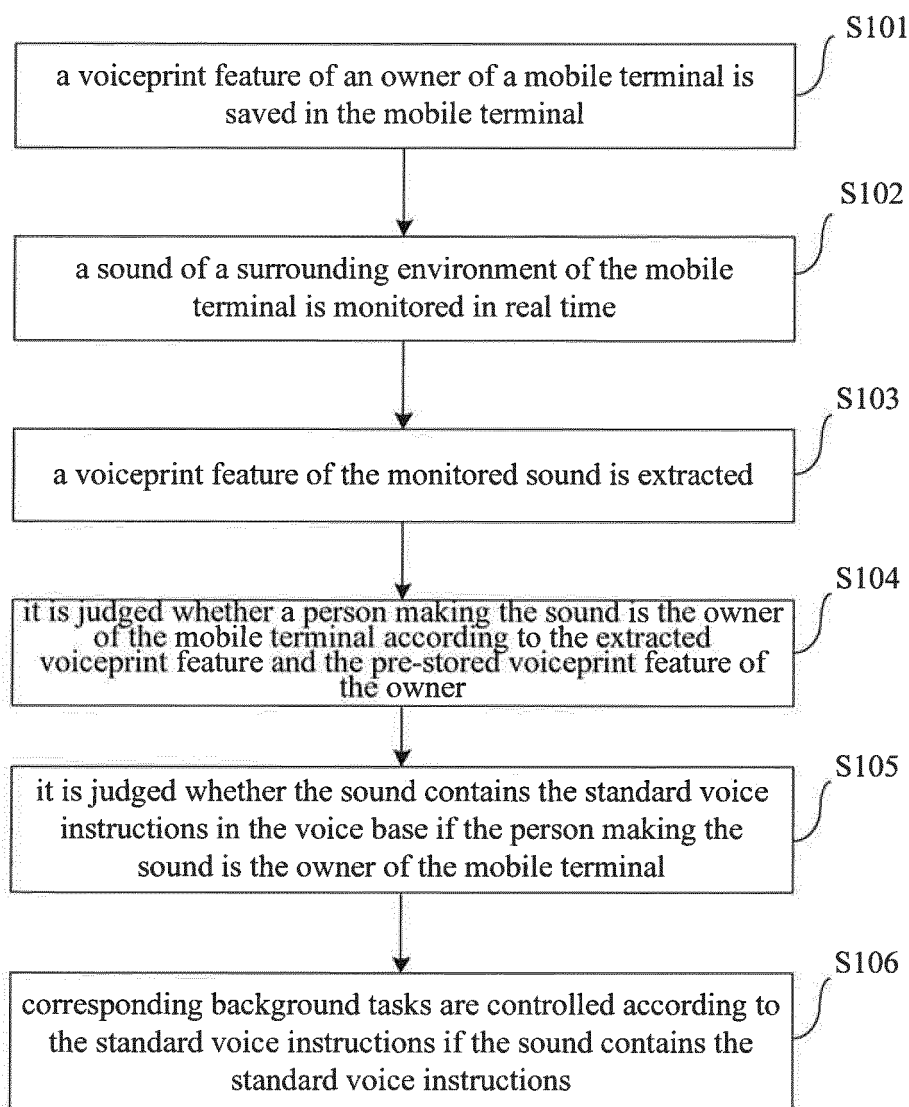 S101
a voiceprint feature of an owner of a mobile terminal is
saved in the mobile terminal
S102
a sound of a surrounding environment of the mobile
terminal is monitored in real time
S103
a voiceprint feature of the monitored sound is extracted
S104
it is judged whether a person making the sound is the owner
of the mobile terminal according to the extracted
voiceprint feature and the pre-stored voiceprint feature of
the owner
S105
it is judged whether the sound contains the standard voice
instructions in the voice base if the person making the
sound is the owner of the mobile terminal
S106
corresponding background tasks are controlled according to
the standard voice instructions if the sound contains the
standard voice instructions